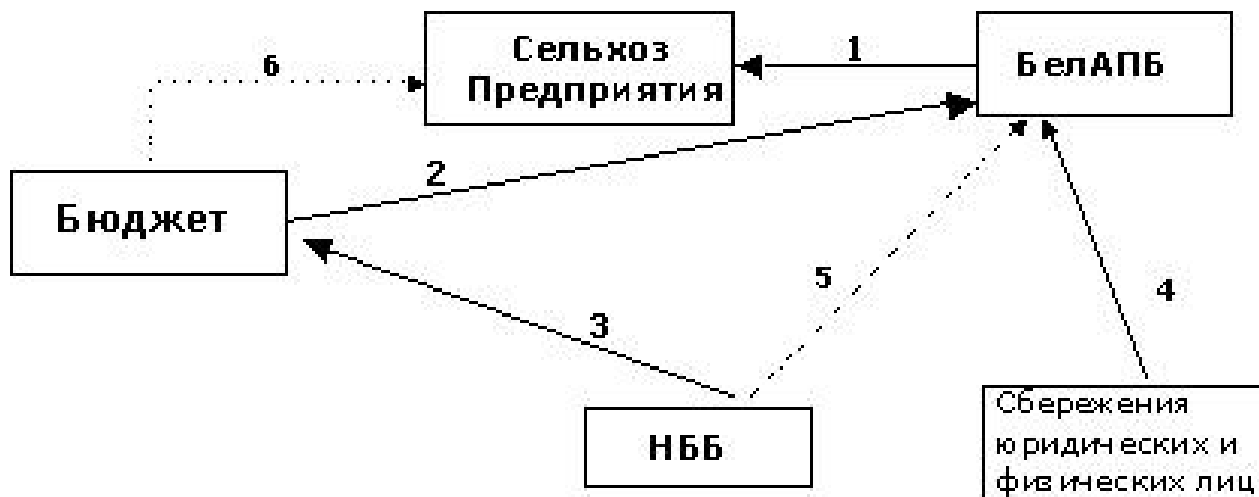 6
Сельхоз
Предприятия
1
БелАПБ
2
Бюджет
3
5
4
НББ
Сбережения
юридических и
физических лиц